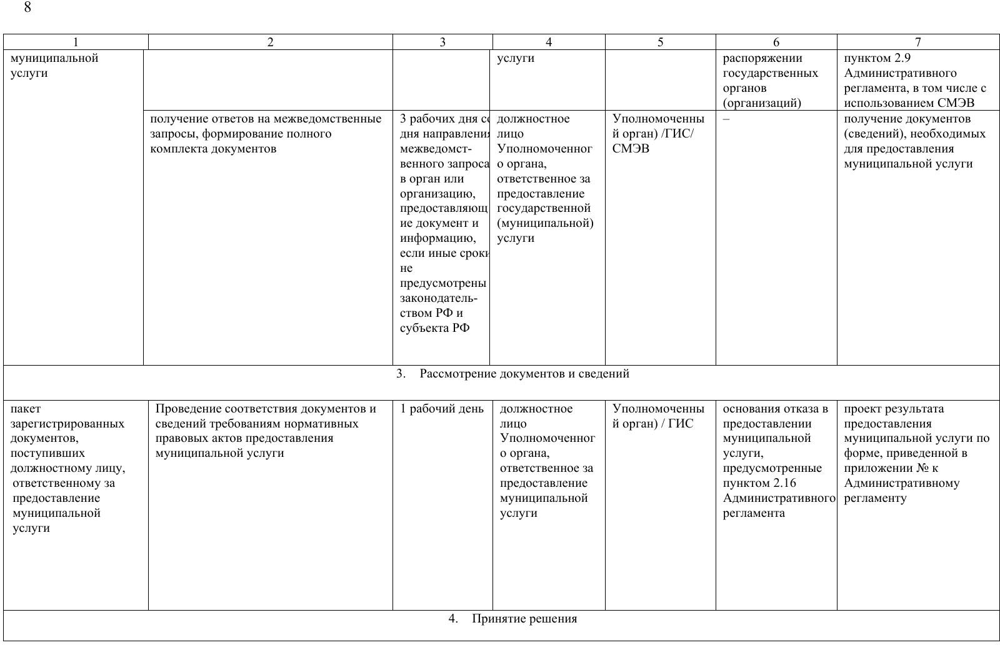 8
1
2
3
4
5
6
7
муниципальной
услуги
услуги
распоряжении
государственных
органов
(организаций)
пунктом 2.9
Административного
регламента, в том числе с
использованием СМЭВ
получение ответов на межведомственные
запросы, формирование полного
комплекта документов
3 рабочих дня со
дня направления
межведомст-
венного запроса
в орган или
организацию,
предоставляющ
ие документ и
информацию,
если иные сроки
не
предусмотрены
законодатель-
ством РФ и
субъекта РФ
должностное
лицо
Уполномоченног
о органа,
ответственное за
предоставление
государственной
(муниципальной)
услуги
Уполномоченны
й орган) /ГИС/
СМЭВ
–
получение документов
(сведений), необходимых
для предоставления
муниципальной услуги
3. Рассмотрение документов и сведений
пакет
зарегистрированных
документов,
поступивших
должностному лицу,
ответственному за
предоставление
муниципальной
услуги
Проведение соответствия документов и
сведений требованиям нормативных
правовых актов предоставления
муниципальной услуги
1 рабочий день
должностное
лицо
Уполномоченног
о органа,
ответственное за
предоставление
муниципальной
услуги
Уполномоченны
й орган) / ГИС
основания отказа в
предоставлении
муниципальной
услуги,
предусмотренные
пунктом 2.16
Административного
регламента
проект результата
предоставления
муниципальной услуги по
форме, приведенной в
приложении № к
Административному
регламенту
4. Принятие решения